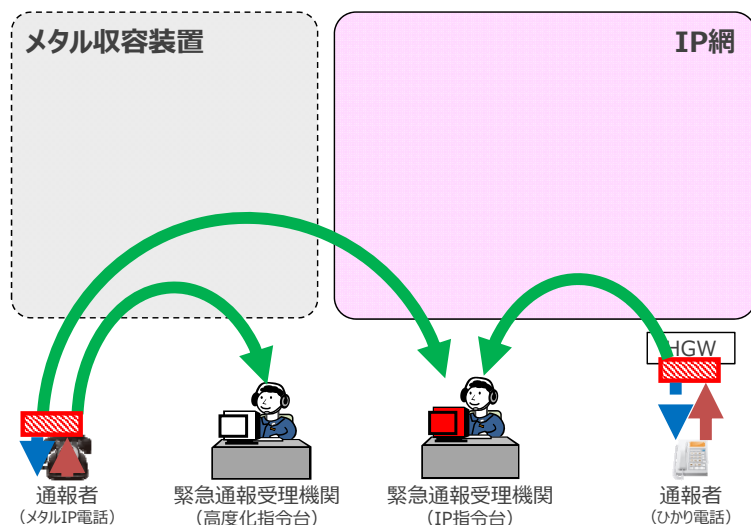 メタル収容装置
IP網
HGW
通報者
(メタルIP電話)
緊急通報受理機関
(高度化指令台)
緊急通報受理機関
(IP指令台)
通報者
(ひかり電話)